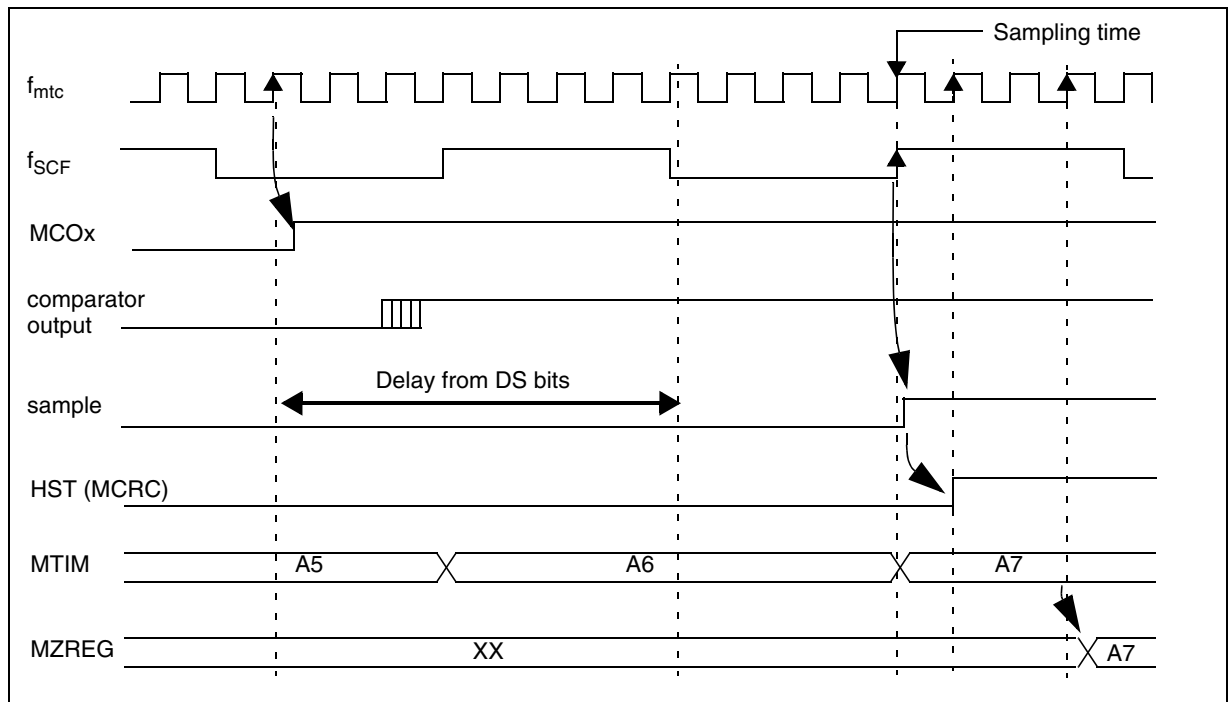 Sampling time
fmtc
fSCF
MCOx
comparator
output
Delay from DS bits
sample
HST (MCRC)
MTIM A5 A6 A7
MZREG XX A7